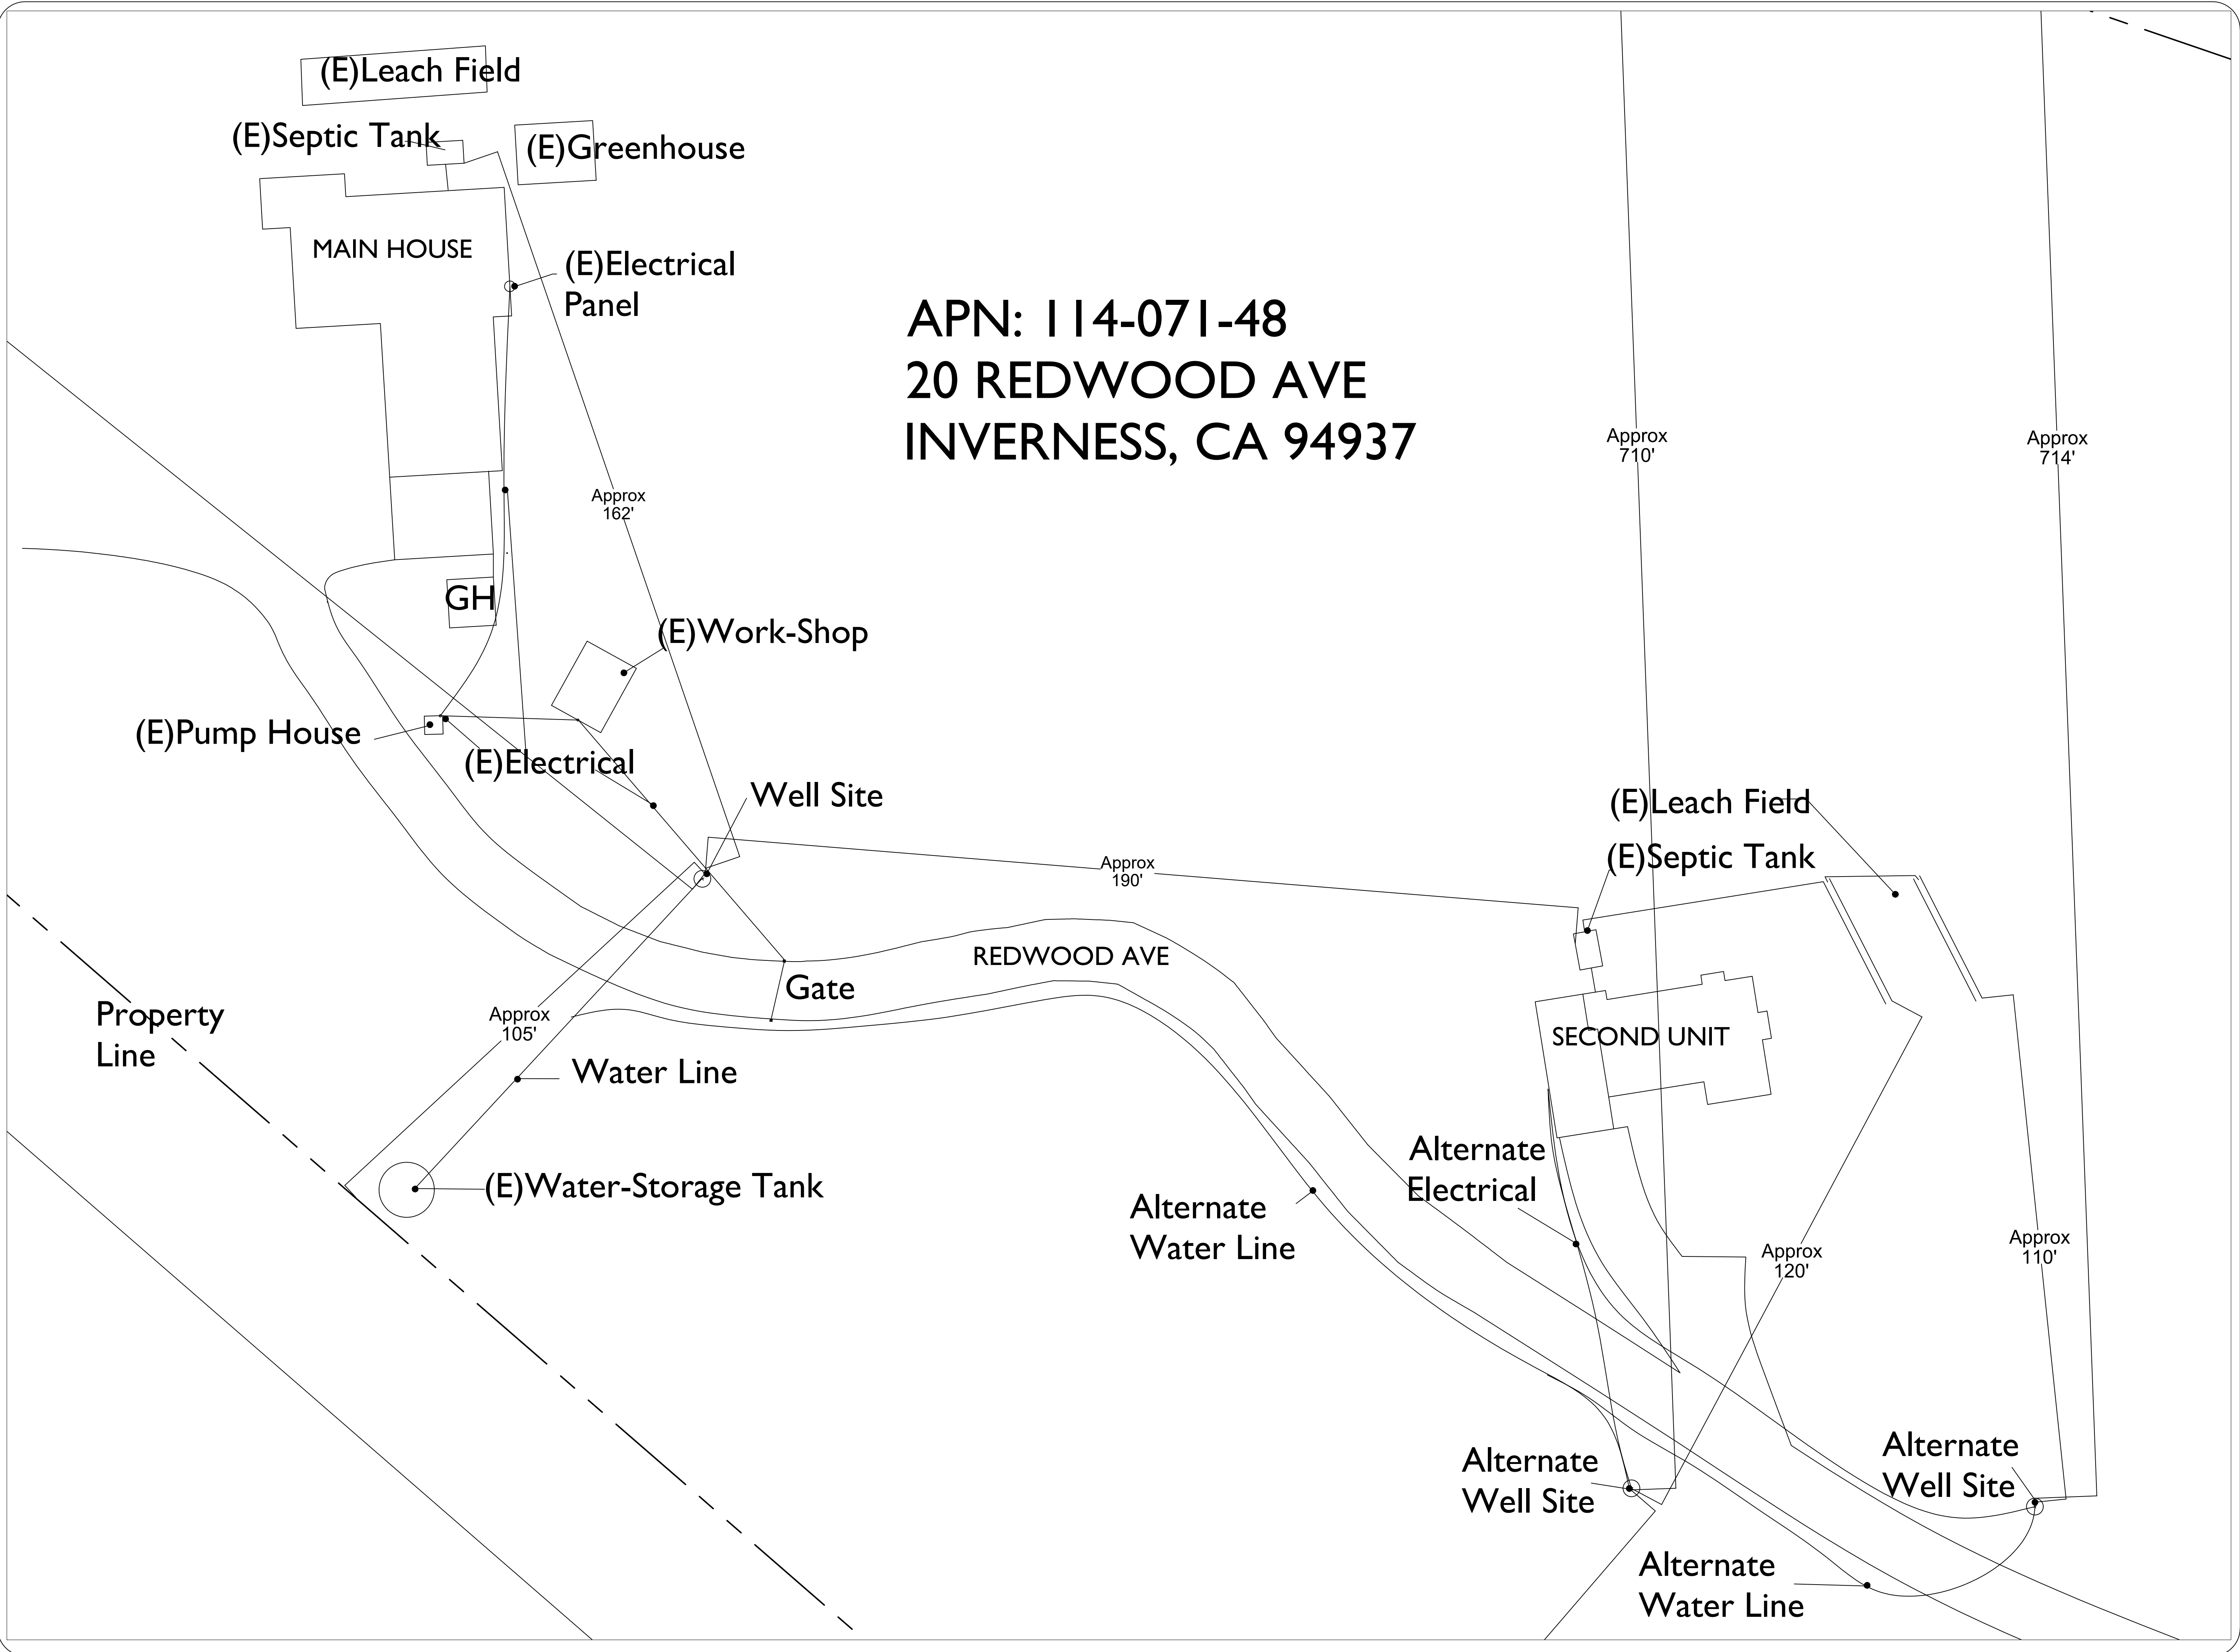 (E)Leach Field
(E)Septic Tank
(E)Greenhouse
MAIN HOUSE
(E)Electrical
Panel
APN: 114-071-48
20 REDWOOD AVE
INVERNESS, CA 94937
Approx
710'
Approx
714'
Approx
162'
GH
(E)Work-Shop
(E)Pump House
(E)Electrical
Well Site
(E)Leach Field
(E)Septic Tank
Approx
190'
REDWOOD AVE
Gate
Property
Line
Approx
105'
SECOND UNIT
Water Line
(E)Water-Storage Tank
Alternate
Electrical
Alternate
Water Line
Approx
120'
Approx
110'
Alternate
Well Site
Alternate
Well Site
Alternate
Water Line